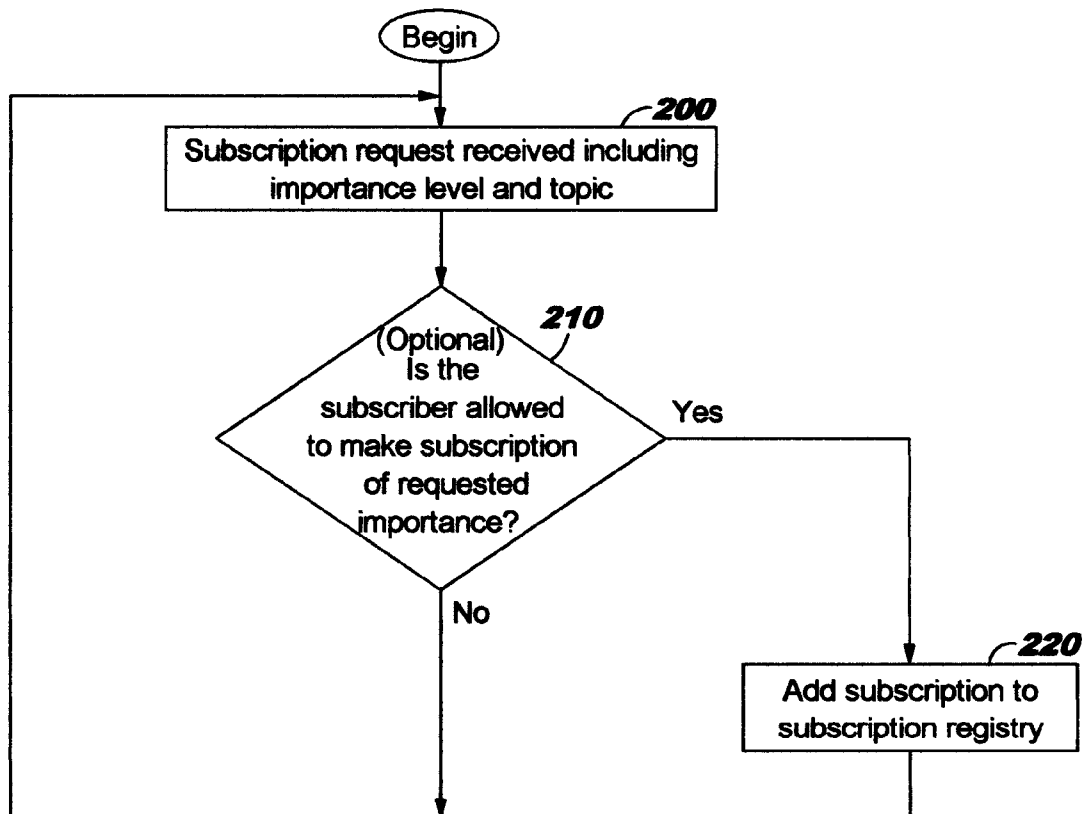 Begin
200
Subscription request received including
importance level and topic
210
(Optional)
Is the
subscriber allowed
to make subscription
of requested
importance?
Yes
No
220
Add subscription to
subscription registry